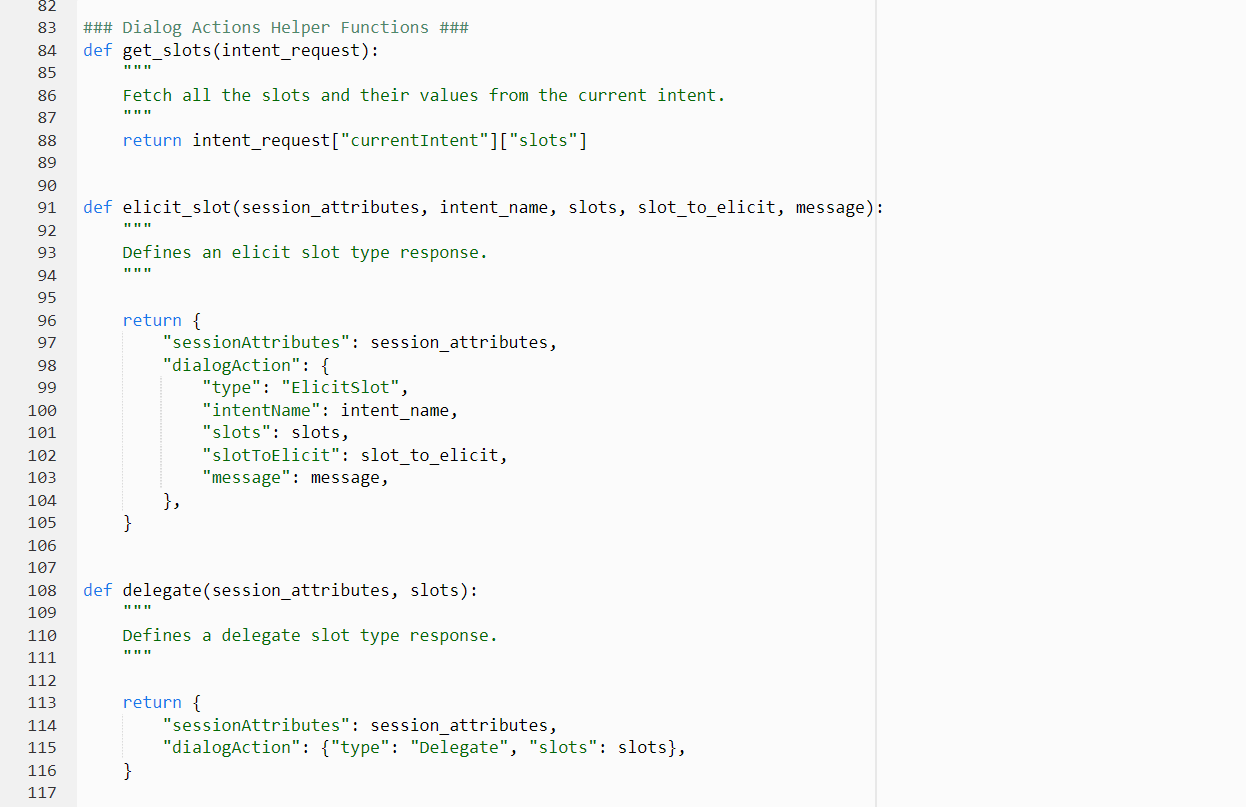 82
83 ### Dialog Actions Helper Functions ###
84 def get_slots(intent_request):
85     """
86     Fetch all the slots and their values from the current intent.
87     """
88     return intent_request["currentIntent"]["slots"]
89
90
91 def elicit_slot(session_attributes, intent_name, slots, slot_to_elicit, message):
92     """
93     Defines an elicit slot type response.
94     """
95
96     return {
97         "sessionAttributes": session_attributes,
98         "dialogAction": {
99             "type": "ElicitSlot",
100             "intentName": intent_name,
101             "slots": slots,
102             "slotToElicit": slot_to_elicit,
103             "message": message,
104         },
105     }
106
107
108 def delegate(session_attributes, slots):
109     """
110     Defines a delegate slot type response.
111     """
112
113     return {
114         "sessionAttributes": session_attributes,
115         "dialogAction": {"type": "Delegate", "slots": slots},
116     }
117